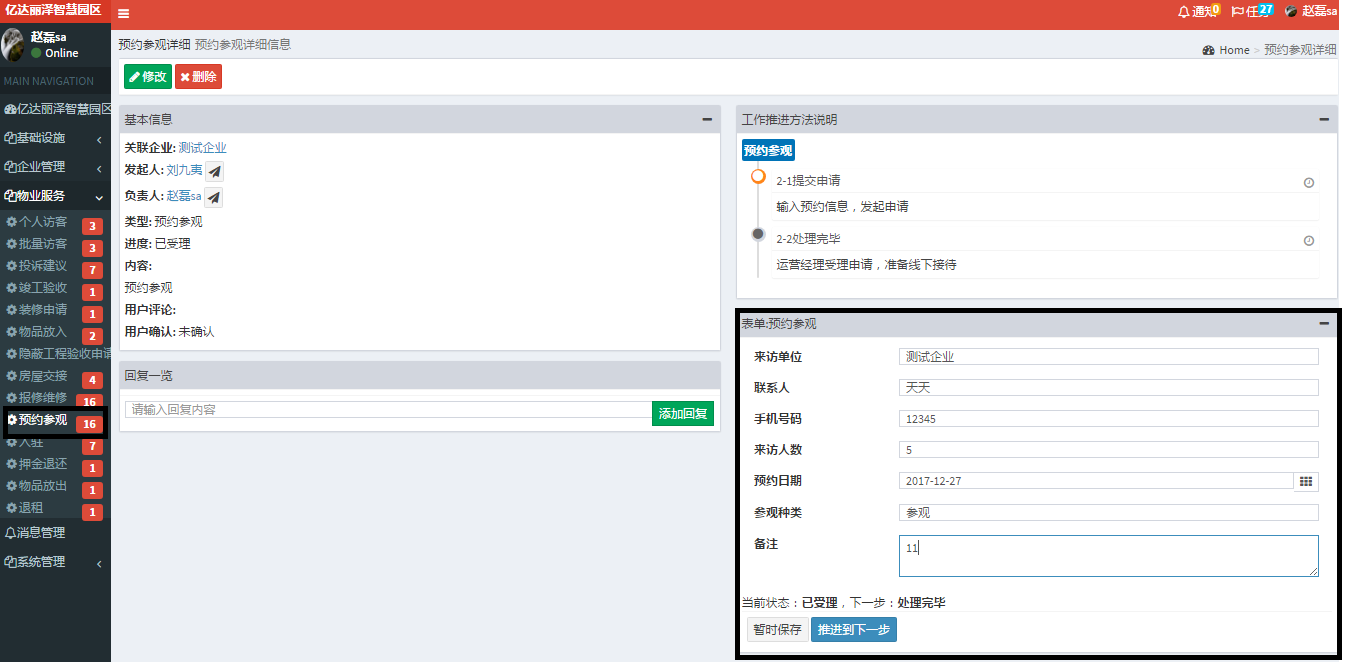 亿达丽泽智慧园区
通知 0
任务 27
赵磊sa
赵磊sa
Online
MAIN NAVIGATION
亿达丽泽智慧园区
基础设施
企业管理
物业服务
个人访客 3
批量访客 3
投诉建议 7
竣工验收 1
装修申请 1
物品放入 2
隐蔽工程验收申请
房屋交接 4
报修维修 16
预约参观 16
入驻 7
押金退还 1
物品放出 1
退租 1
消息管理
系统管理
预约参观详细 预约参观详细信息
Home > 预约参观详细
修改 删除
基本信息
关联企业: 测试企业
发起人: 刘九夷
负责人: 赵磊sa
类型: 预约参观
进度: 已受理
内容:
预约参观
用户评论:
用户确认: 未确认
回复一览
请输入回复内容 添加回复
工作推进方法说明
预约参观
2-1提交申请
输入预约信息，发起申请
2-2处理完毕
运营经理受理申请，准备线下接待
表单:预约参观
来访单位 测试企业
联系人 天天
手机号码 12345
来访人数 5
预约日期 2017-12-27
参观种类 参观
备注 11
当前状态：已受理，下一步：处理完毕
暂时保存 推进到下一步